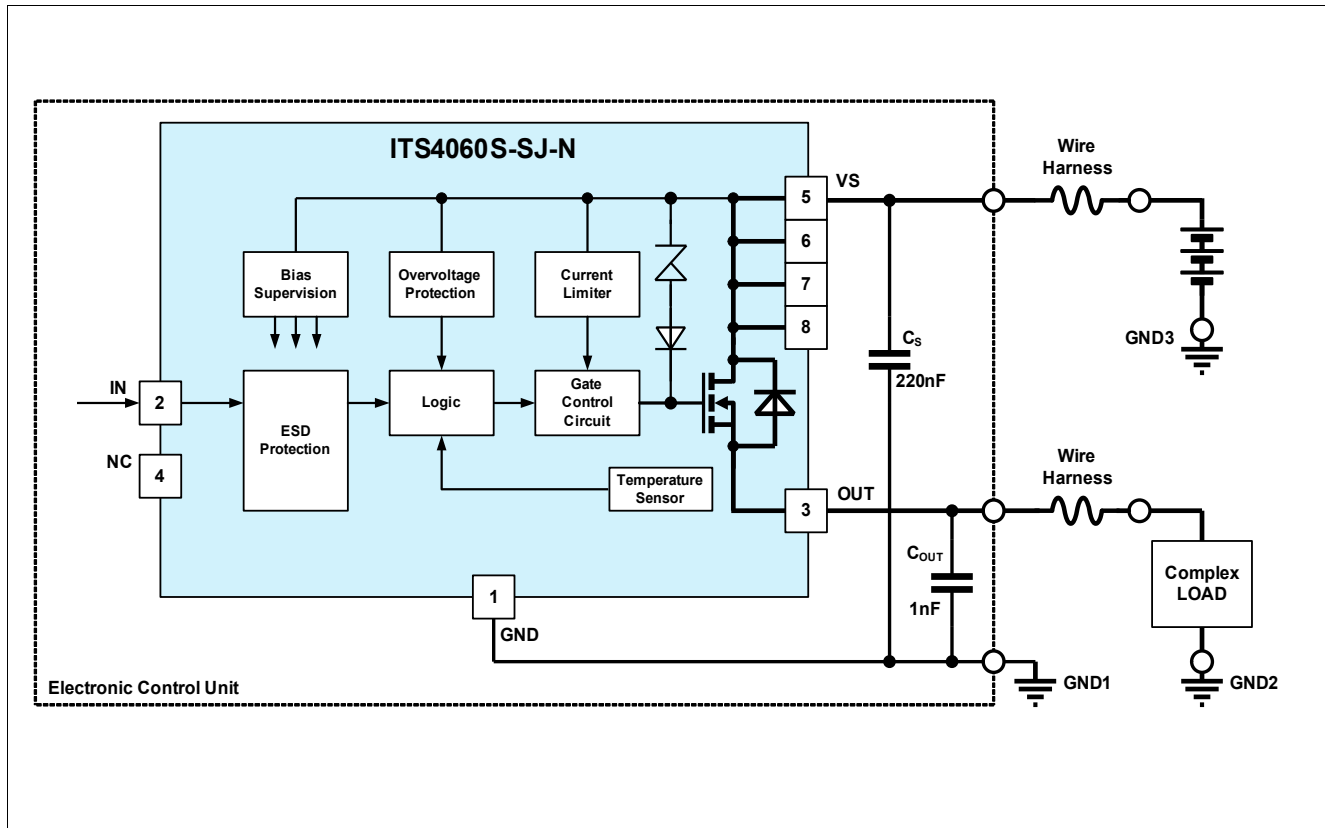 ITS4060S-SJ-N
VS
5
6
7
8
Wire
Harness
Bias
Supervision
Overvoltage
Protection
Current
Limiter
GND3
CS
220nF
IN
2
NC
4
ESD
Protection
Logic
Gate
Control
Circuit
Temperature
Sensor
3
OUT
Wire
Harness
COUT
1nF
Complex
LOAD
1
GND
GND1
GND2
Electronic Control Unit